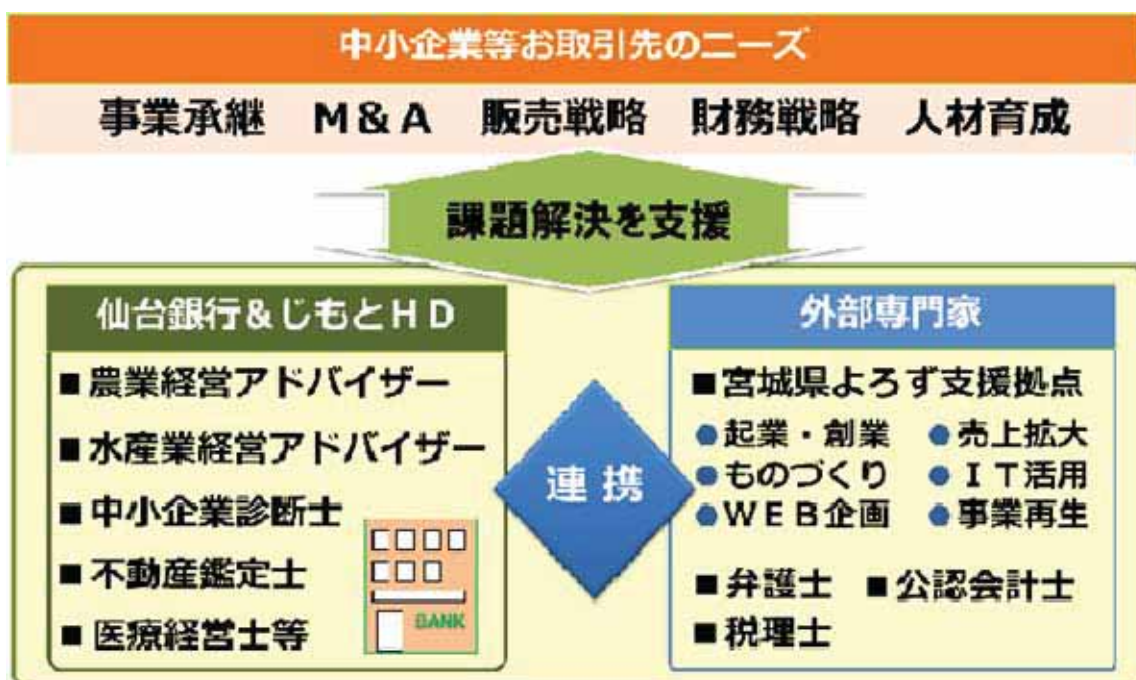 中小企業等お取引先のニーズ
事業承継 M&A 販売戦略 財務戦略 人材育成
課題解決を支援
仙台銀行&じもとHD
■農業経営アドバイザー
■水産業経営アドバイザー
■中小企業診断士
■不動産鑑定士
■医療経営士等
BANK
連携
外部専門家
■宮城県よろず支援拠点
●起業・創業 ●売上拡大
●ものづくり ●IT活用
●WEB企画 ●事業再生
■弁護士 ■公認会計士
■税理士